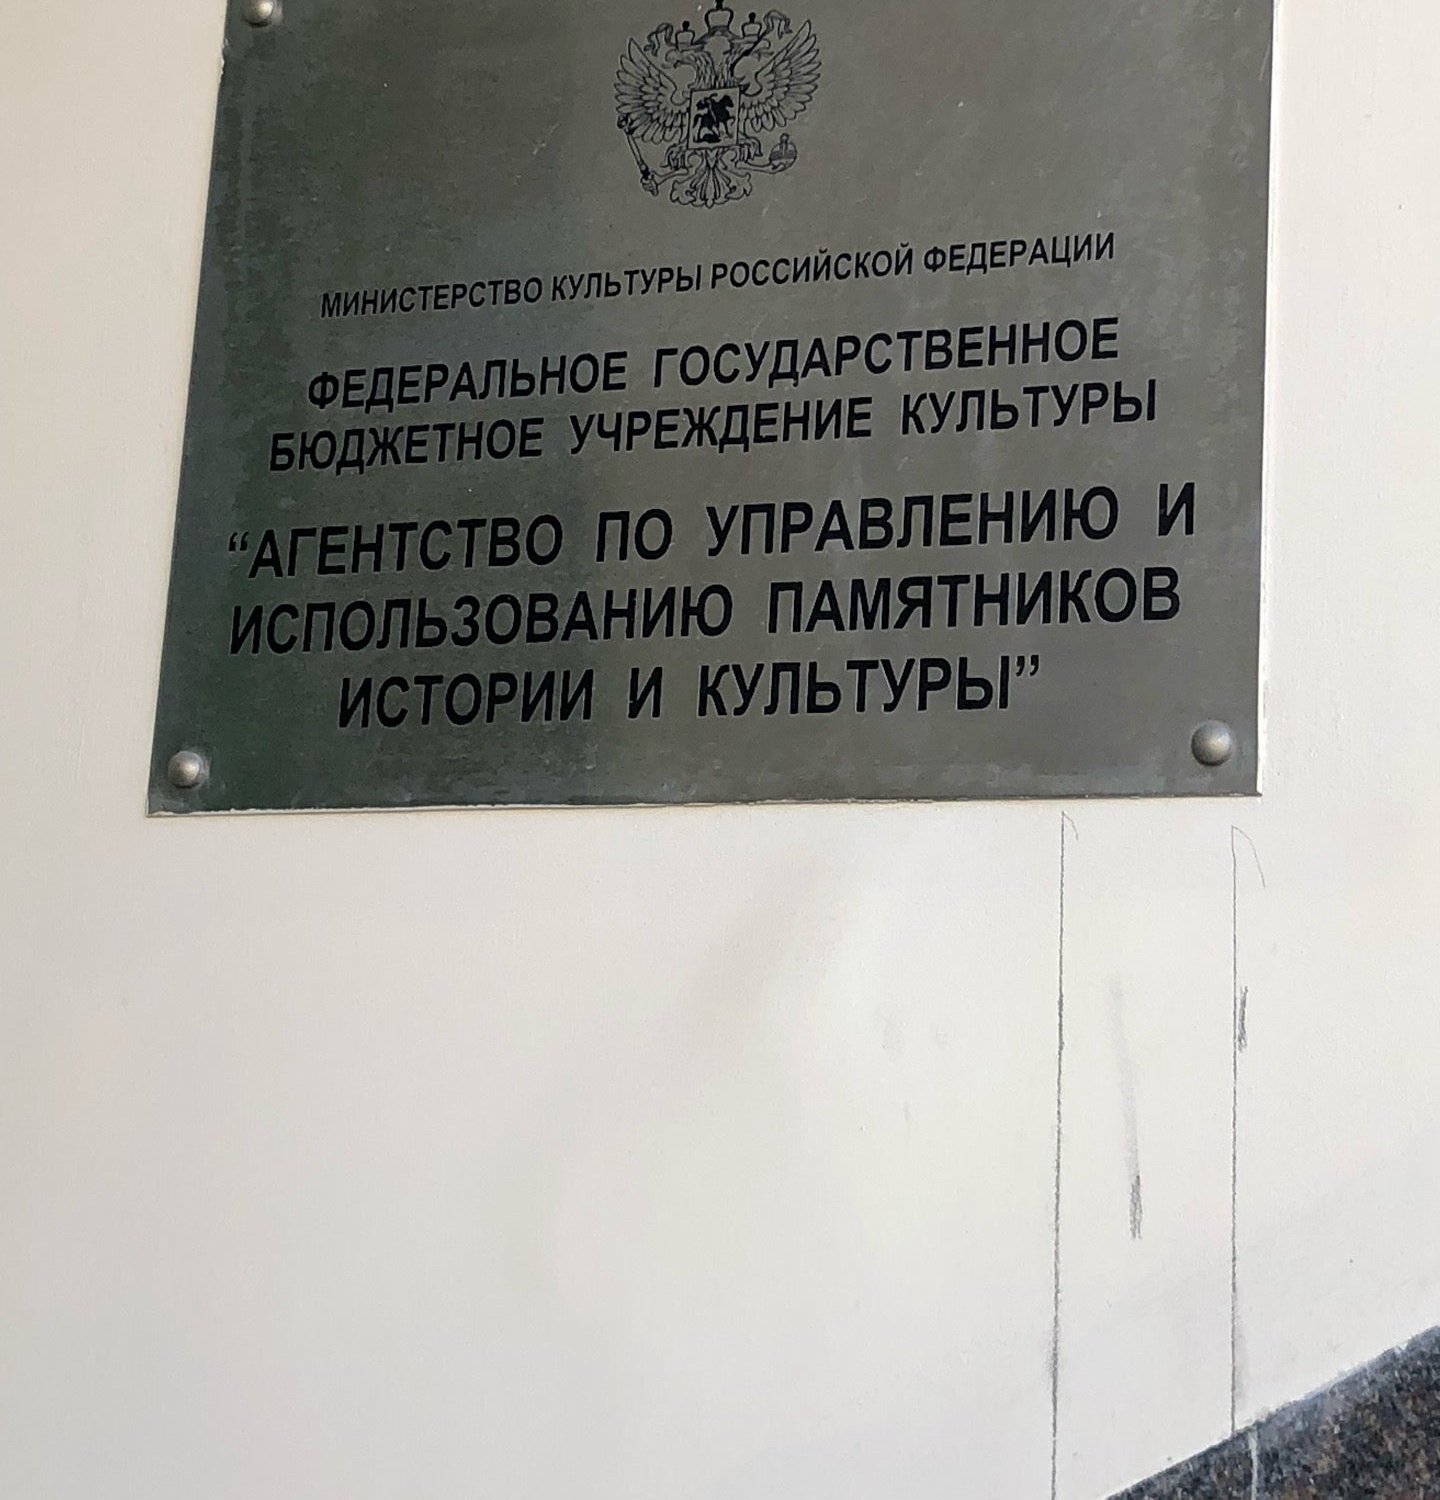 МИНИСТЕРСТВО КУЛЬТУРЫ РОССИЙСКОЙ ФЕДЕРАЦИИ
ФЕДЕРАЛЬНОЕ ГОСУДАРСТВЕННОЕ
БЮДЖЕТНОЕ УЧРЕЖДЕНИЕ КУЛЬТУРЫ
“АГЕНТСТВО ПО УПРАВЛЕНИЮ И
ИСПОЛЬЗОВАНИЮ ПАМЯТНИКОВ
ИСТОРИИ И КУЛЬТУРЫ”